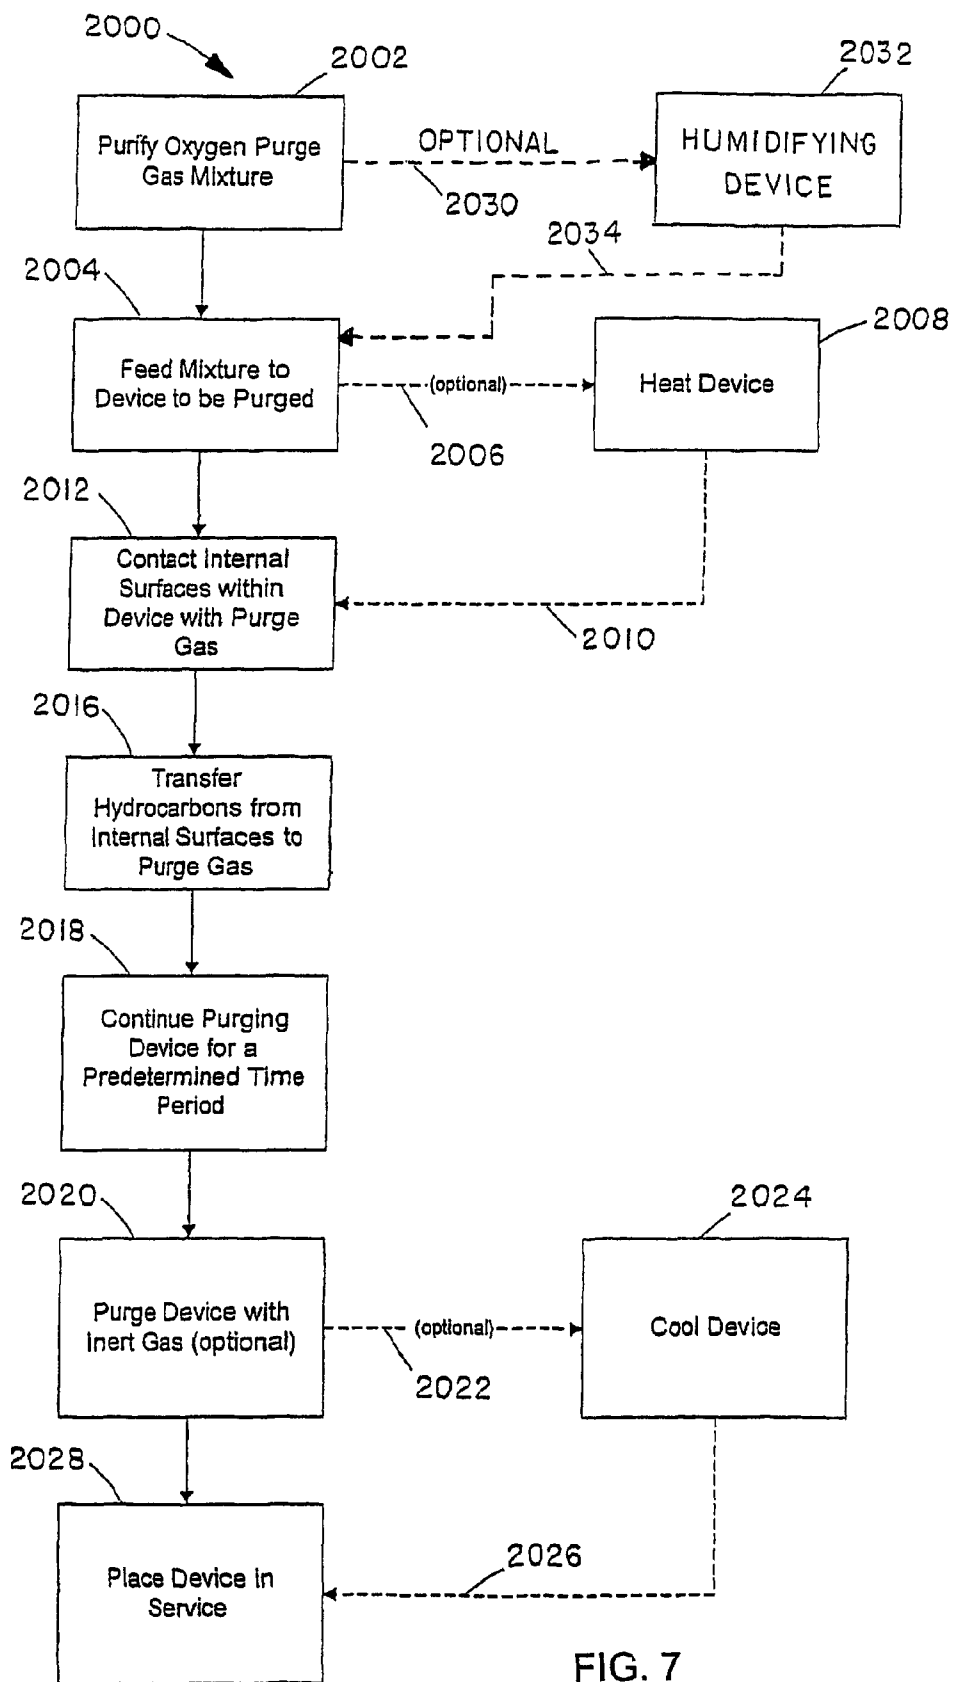 2000
2002
2032
Purify Oxygen Purge
Gas Mixture
OPTIONAL
2030
HUMIDIFYING
DEVICE
2034
2004
2008
Feed Mixture to
Device to be Purged
(optional)
2006
Heat Device
2012
Contact Internal
Surfaces within
Device with Purge
Gas
2010
2016
Transfer
Hydrocarbons from
Internal Surfaces to
Purge Gas
2018
Continue Purging
Device for a
Predetermined Time
Period
2020
2024
Purge Device with
Inert Gas (optional)
(optional)
2022
Cool Device
2028
2026
Place Device in
Service
FIG. 7